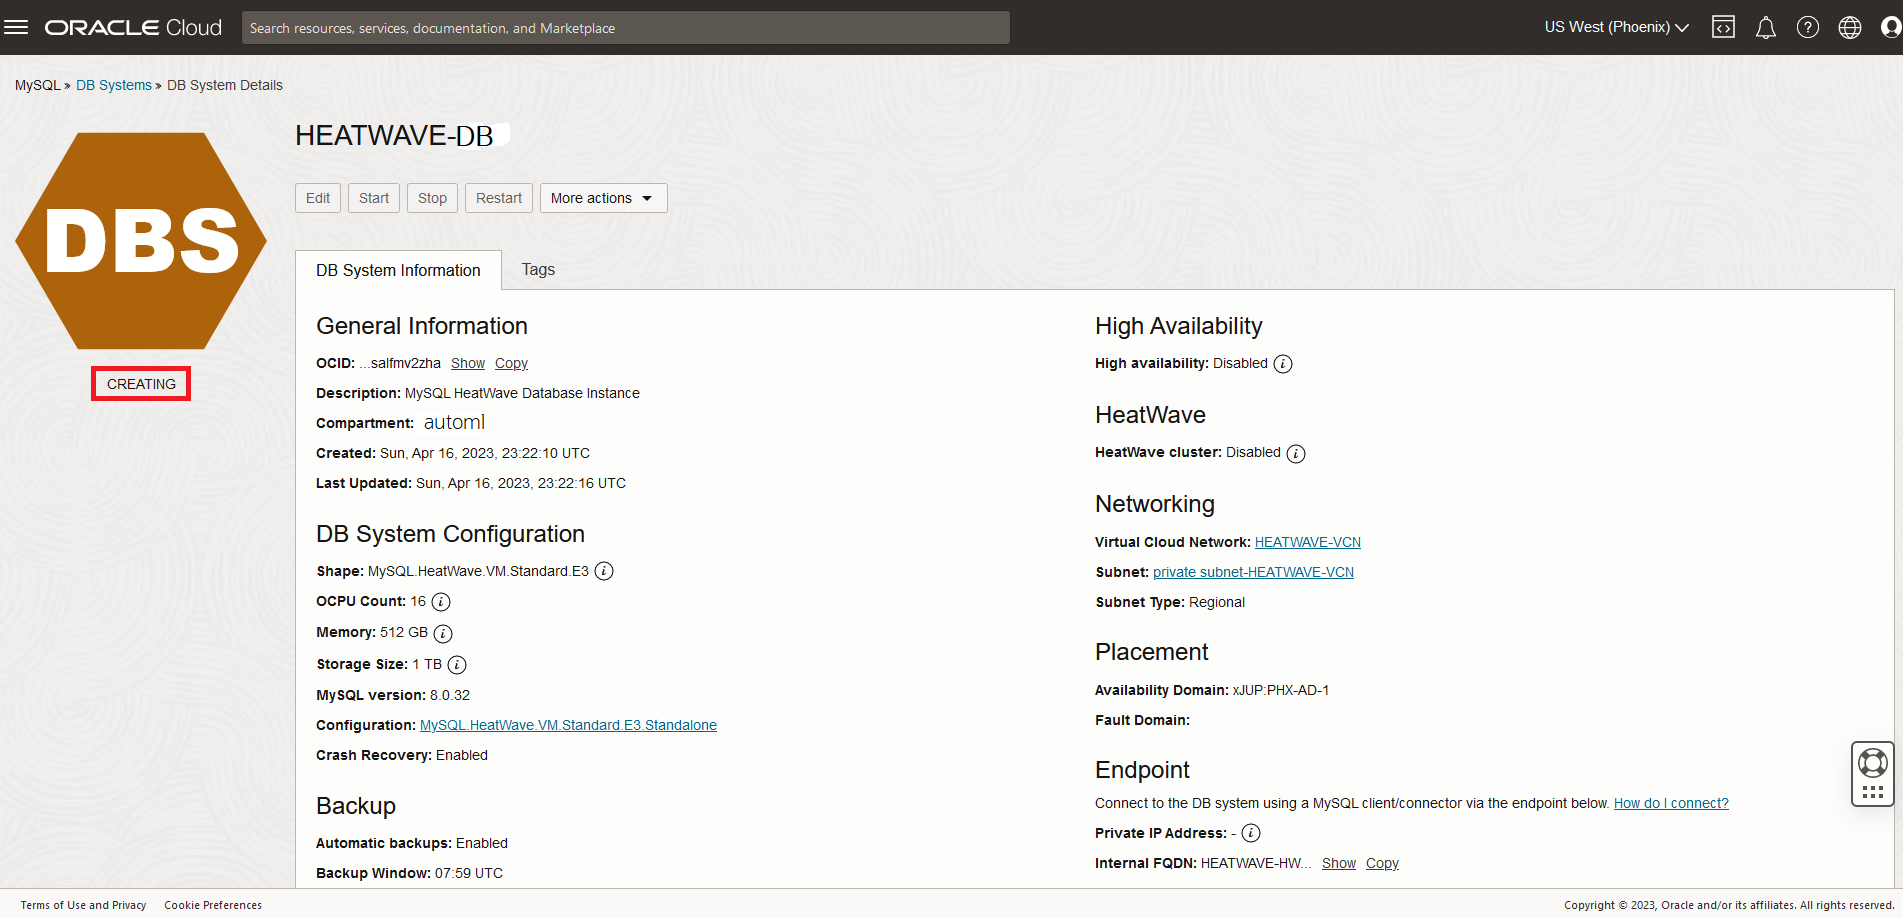 ORACLE Cloud
Search resources, services, documentation, and Marketplace
US West (Phoenix)
MySQL » DB Systems » DB System Details
DBS
CREATING
HEATWAVE-DB
Edit
Start
Stop
Restart
More actions
DB System Information
Tags
General Information
OCID: ...salfmv2zha Show Copy
Description: MySQL HeatWave Database Instance
Compartment: automl
Created: Sun, Apr 16, 2023, 23:22:10 UTC
Last Updated: Sun, Apr 16, 2023, 23:22:16 UTC
DB System Configuration
Shape: MySQL.HeatWave.VM.Standard.E3
OCPU Count: 16
Memory: 512 GB
Storage Size: 1 TB
MySQL version: 8.0.32
Configuration: MySQL.HeatWave.VM.Standard.E3.Standalone
Crash Recovery: Enabled
Backup
Automatic backups: Enabled
Backup Window: 07:59 UTC
High Availability
High availability: Disabled
HeatWave
HeatWave cluster: Disabled
Networking
Virtual Cloud Network: HEATWAVE-VCN
Subnet: private subnet-HEATWAVE-VCN
Subnet Type: Regional
Placement
Availability Domain: xJUP:PHX-AD-1
Fault Domain:
Endpoint
Connect to the DB system using a MySQL client/connector via the endpoint below. How do I connect?
Private IP Address: -
Internal FQDN: HEATWAVE-HW... Show Copy
Terms of Use and Privacy
Cookie Preferences
Copyright © 2023, Oracle and/or its affiliates. All rights reserved.